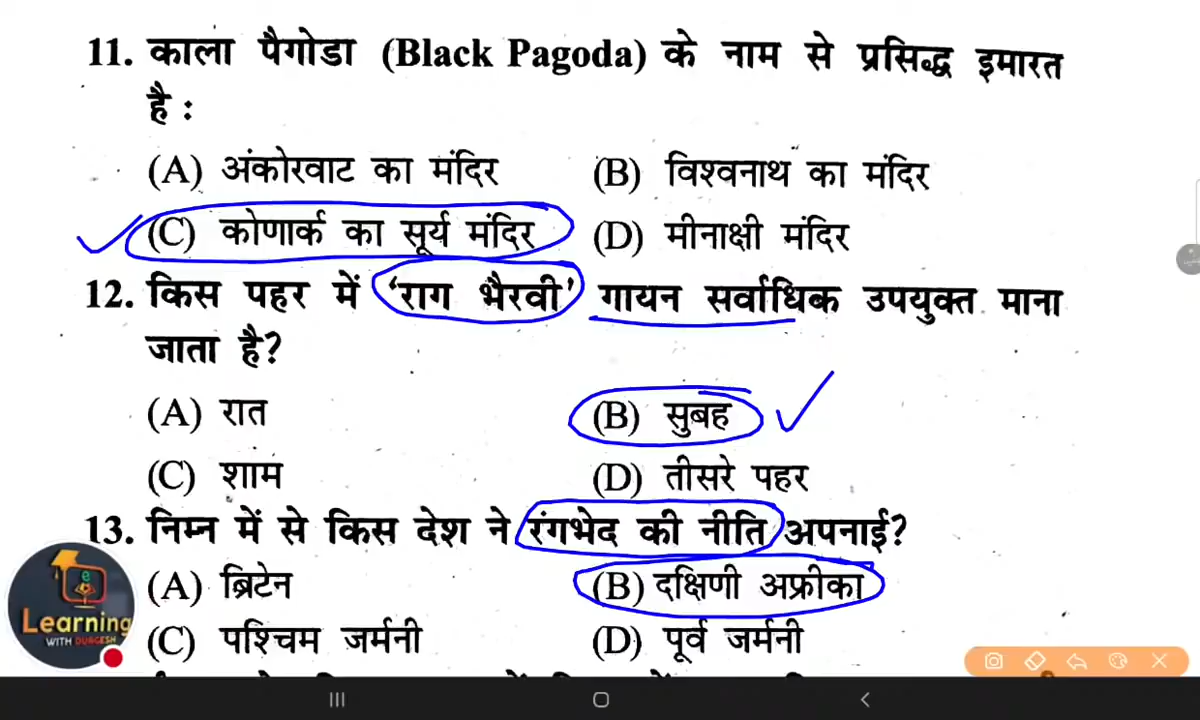 11. काला पैगोडा (Black Pagoda) के नाम से प्रसिद्ध इमारत
है :
(A) अंकोरवाट का मंदिर (B) विश्वनाथ का मंदिर
(C) कोणार्क का सूर्य मंदिर (D) मीनाक्षी मंदिर
12. किस पहर में 'राग भैरवी' गायन सर्वाधिक उपयुक्त माना
जाता है?
(A) रात (B) सुबह
(C) शाम (D) तीसरे पहर
13. निम्न में से किस देश ने रंगभेद की नीति अपनाई?
(A) ब्रिटेन (B) दक्षिणी अफ्रीका
(C) पश्चिम जर्मनी (D) पूर्व जर्मनी
e
Learning
WITH DURGESH